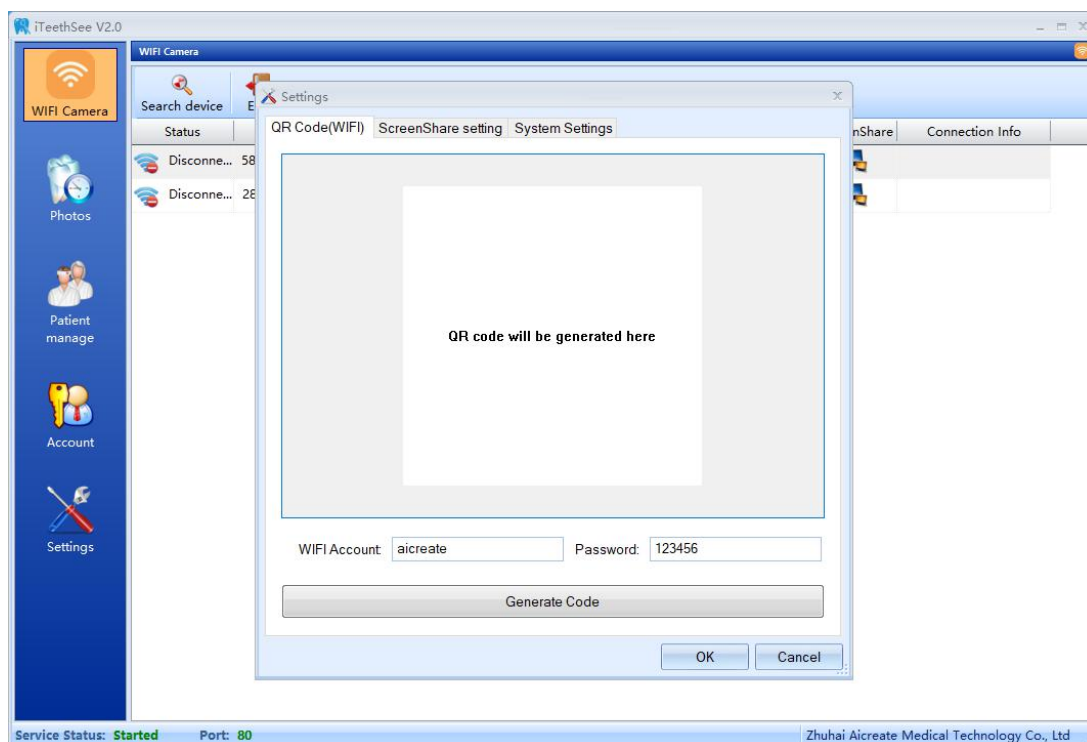 iTeethSee V2.0
WIFI Camera
WIFI Camera
Photos
Patient
manage
Account
Settings
Search device
Status
nShare
Connection Info
Disconne... 58
Disconne... 28
Settings
QR Code(WIFI) ScreenShare setting System Settings
QR code will be generated here
WIFI Account: aicreate Password: 123456
Generate Code
OK Cancel
Service Status: Started Port: 80
Zhuhai Aicreate Medical Technology Co., Ltd